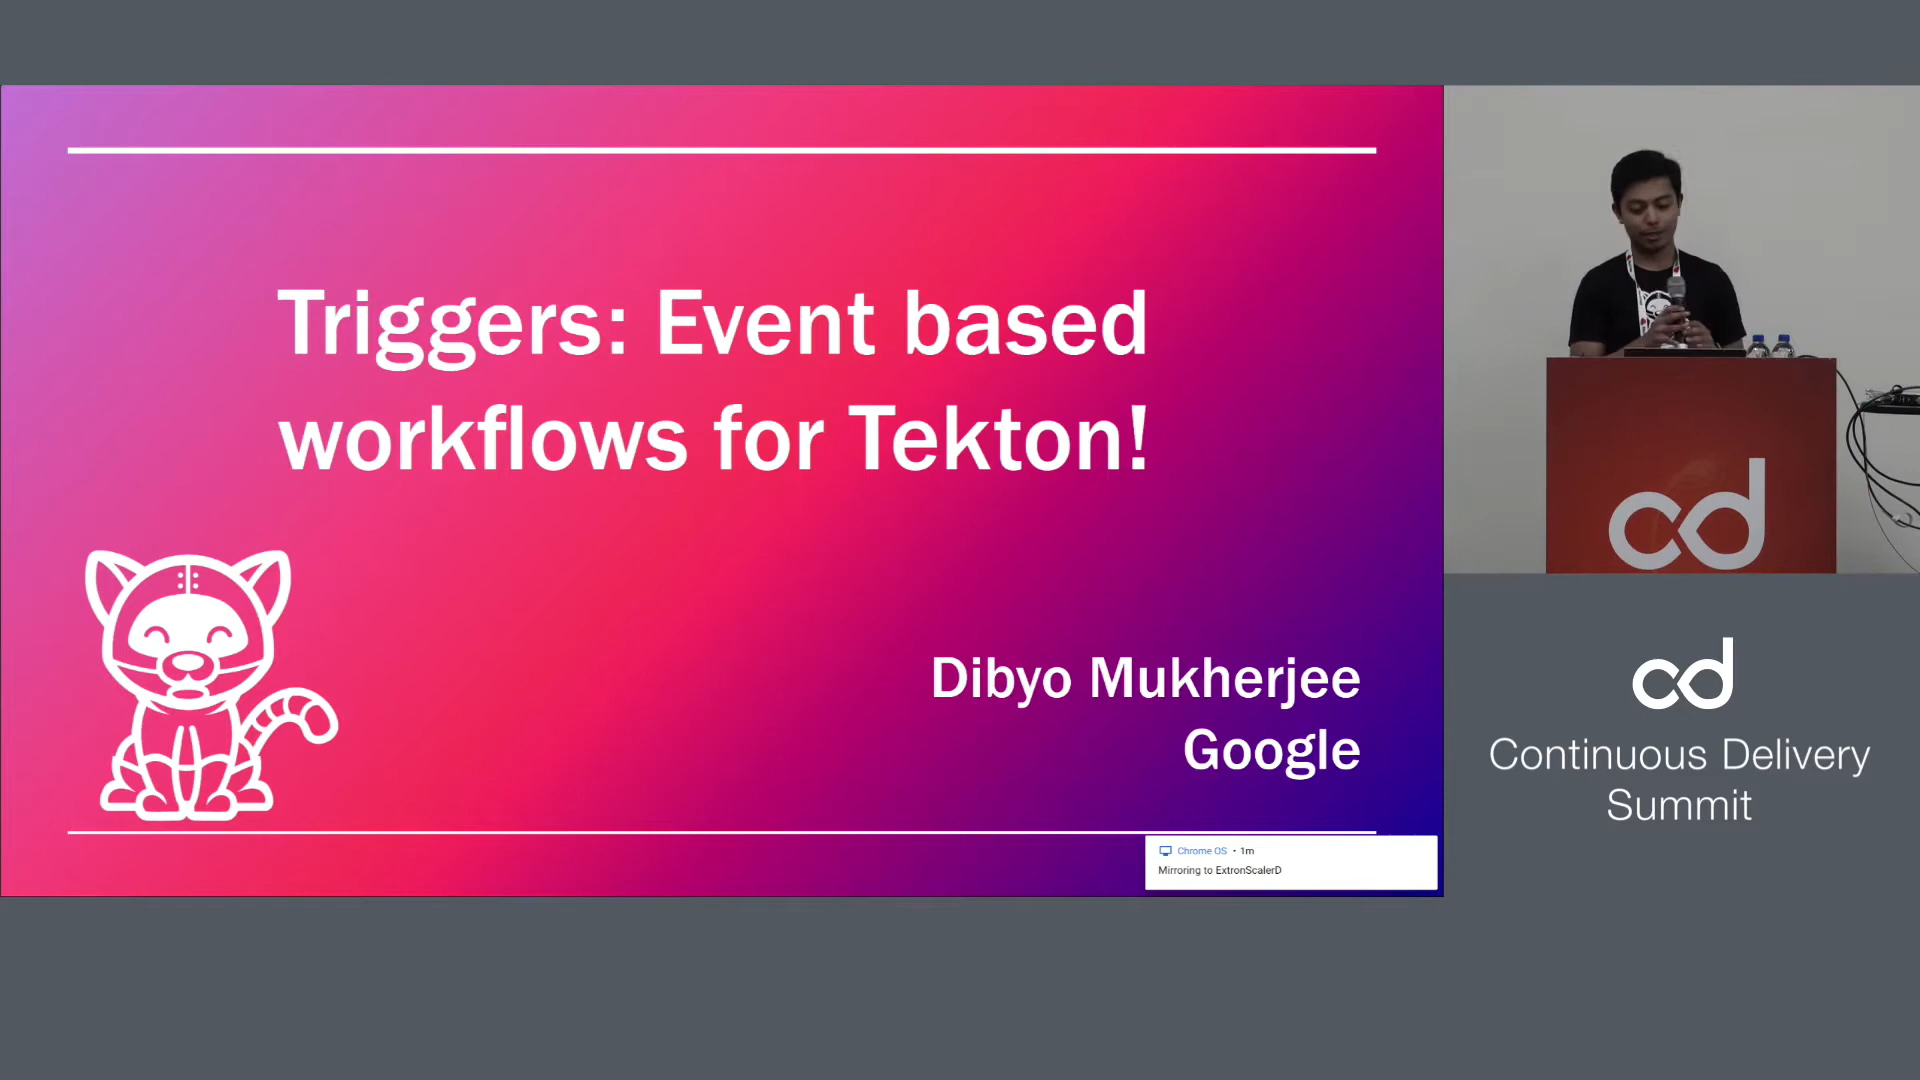 Triggers: Event based
workflows for Tekton!
Dibyo Mukherjee
Google
Chrome OS • 1m
Mirroring to ExtronScalerD
cd
cd
Continuous Delivery
Summit